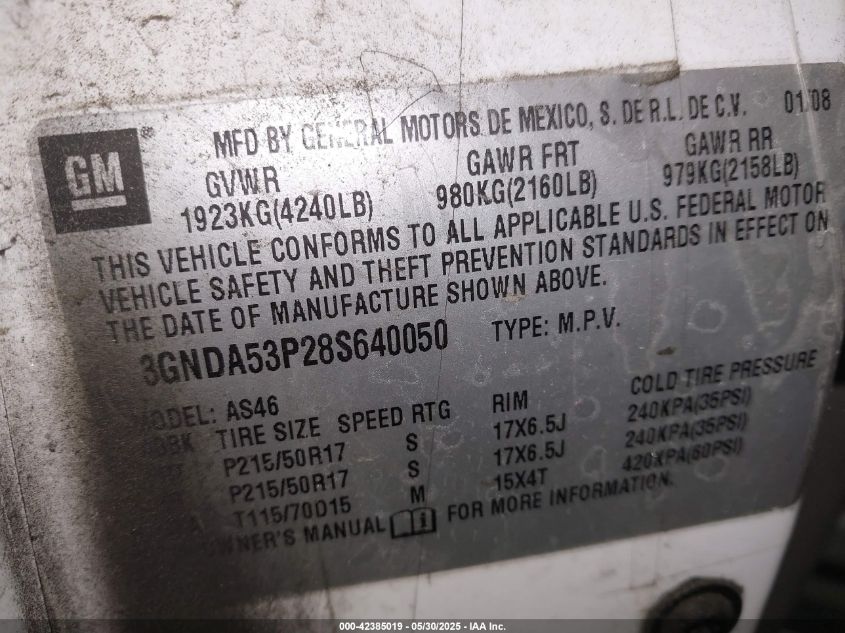 MFD BY GENERAL MOTORS DE MEXICO, S. DE R.L. DE C.V. 01/08
GM ®
GVWR GAWR FRT GAWR RR
1923KG(4240LB) 980KG(2160LB) 979KG(2158LB)
THIS VEHICLE CONFORMS TO ALL APPLICABLE U.S. FEDERAL MOTOR
VEHICLE SAFETY AND THEFT PREVENTION STANDARDS IN EFFECT ON
THE DATE OF MANUFACTURE SHOWN ABOVE.
3GNDA53P28S640050 TYPE: M.P.V.
MODEL: AS46
TIRE SIZE SPEED RTG RIM COLD TIRE PRESSURE
P215/50R17 S 17X6.5J 240KPA(35PSI)
P215/50R17 S 17X6.5J 240KPA(35PSI)
T115/70D15 M 15X4T 420KPA(60PSI)
OWNER'S MANUAL i FOR MORE INFORMATION.
000-42385019 - 05/30/2025 - IAA Inc.